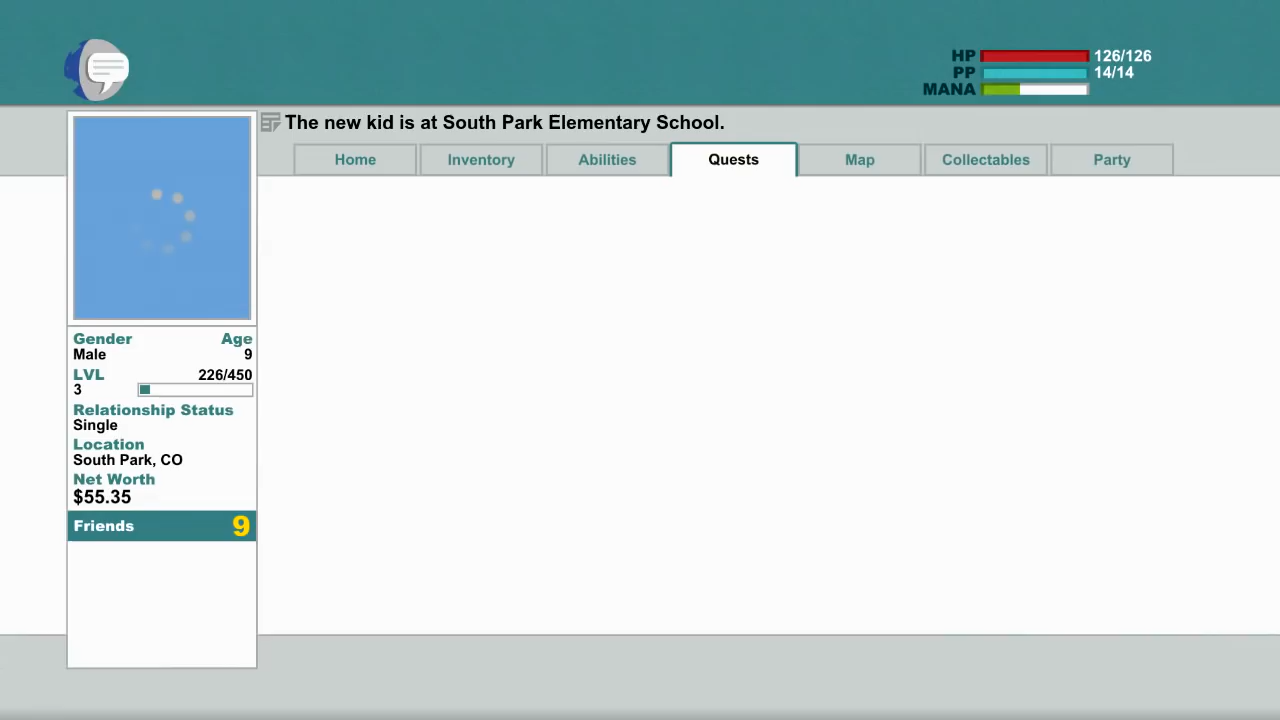 HP 126/126
PP 14/14
MANA
The new kid is at South Park Elementary School.
Home Inventory Abilities Quests Map Collectables Party
Gender Age
Male 9
LVL 226/450
3
Relationship Status
Single
Location
South Park, CO
Net Worth
$55.35
Friends 9